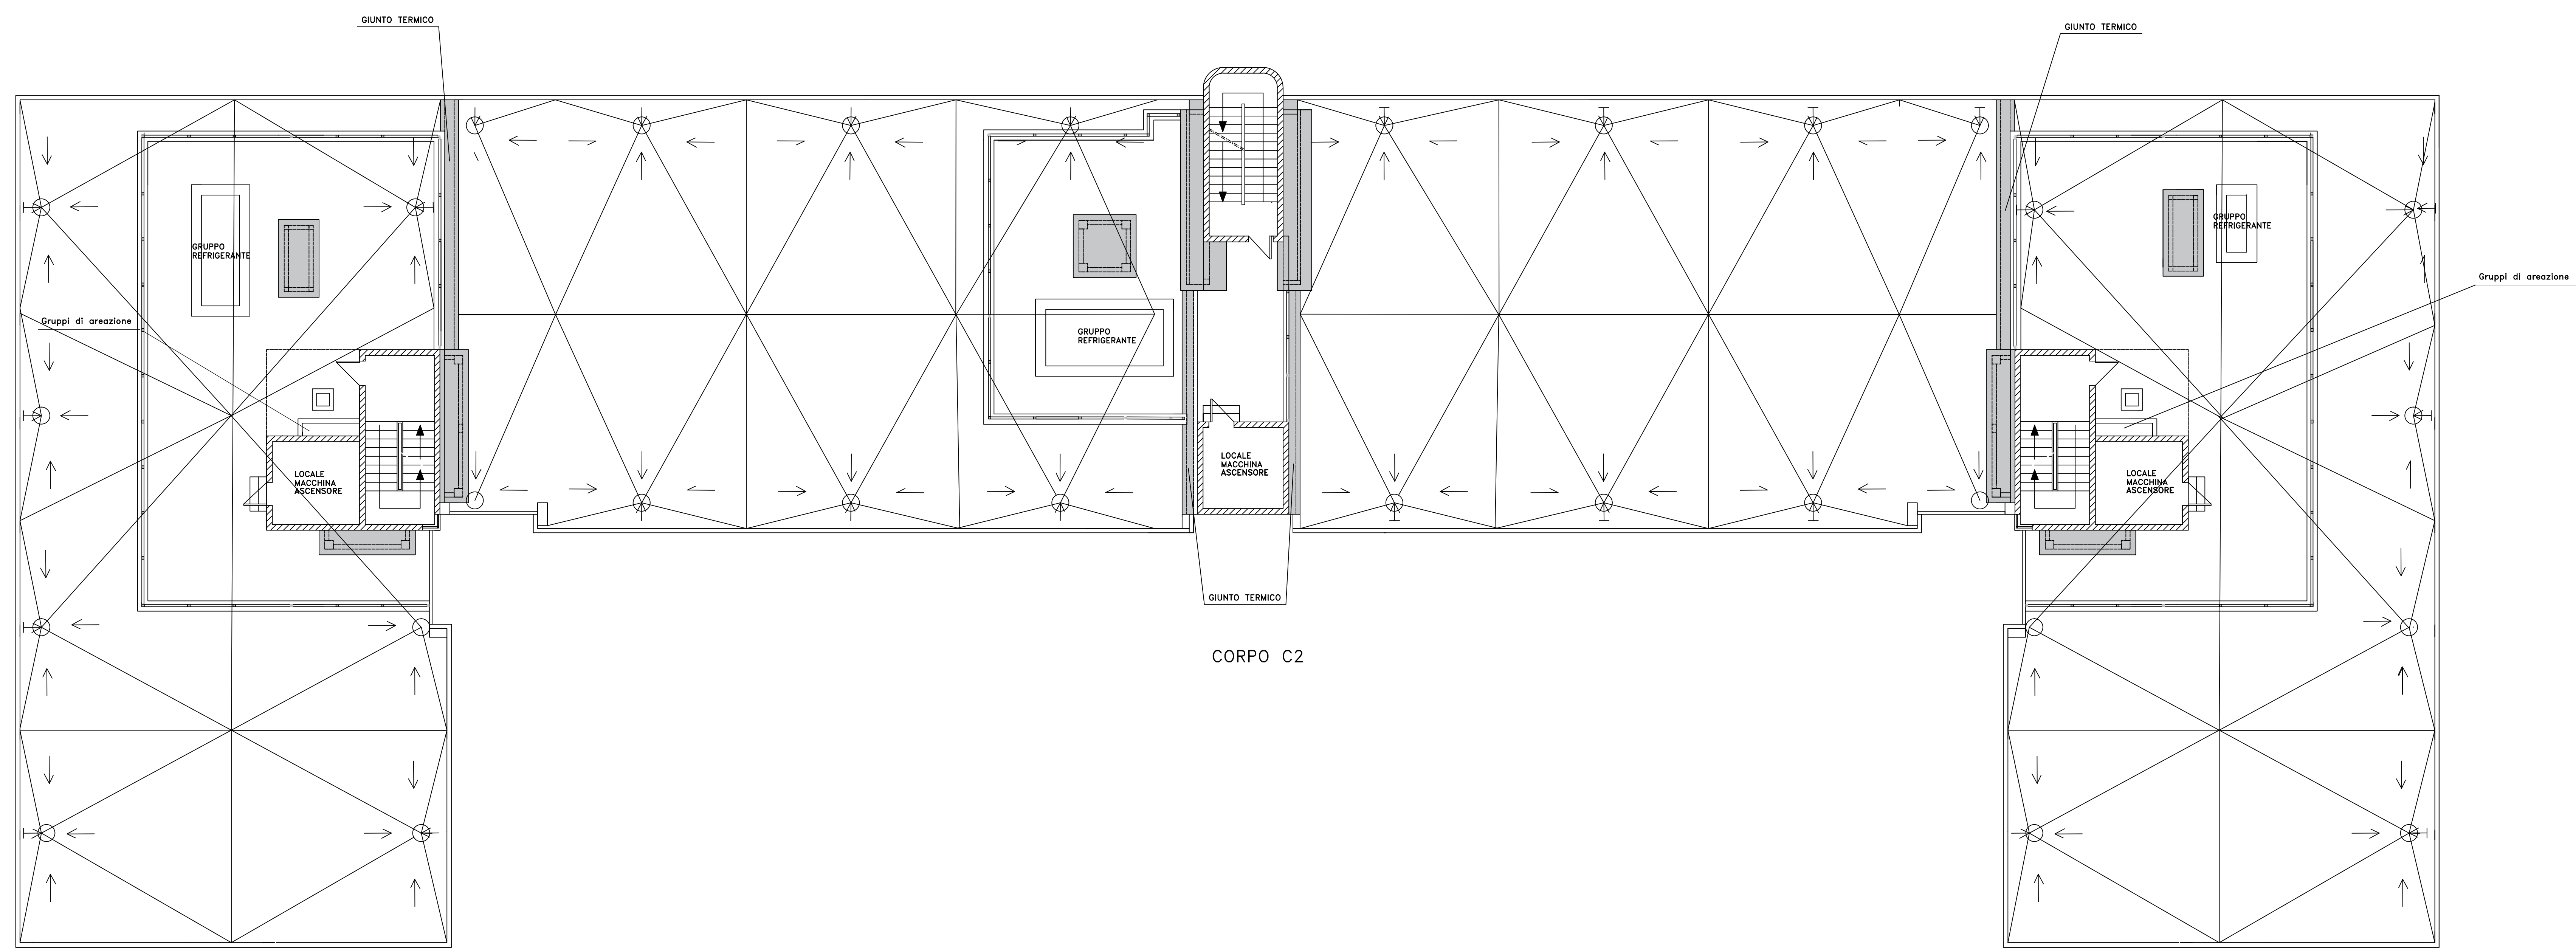 GIUNTO TERMICO
GIUNTO TERMICO
GRUPPO
REFRIGERANTE
GRUPPO
REFRIGERANTE
Gruppi di areazione
Gruppi di areazione
GRUPPO
REFRIGERANTE
LOCALE
MACCHINA
ASCENSORE
LOCALE
MACCHINA
ASCENSORE
LOCALE
MACCHINA
ASCENSORE
GIUNTO TERMICO
CORPO C2